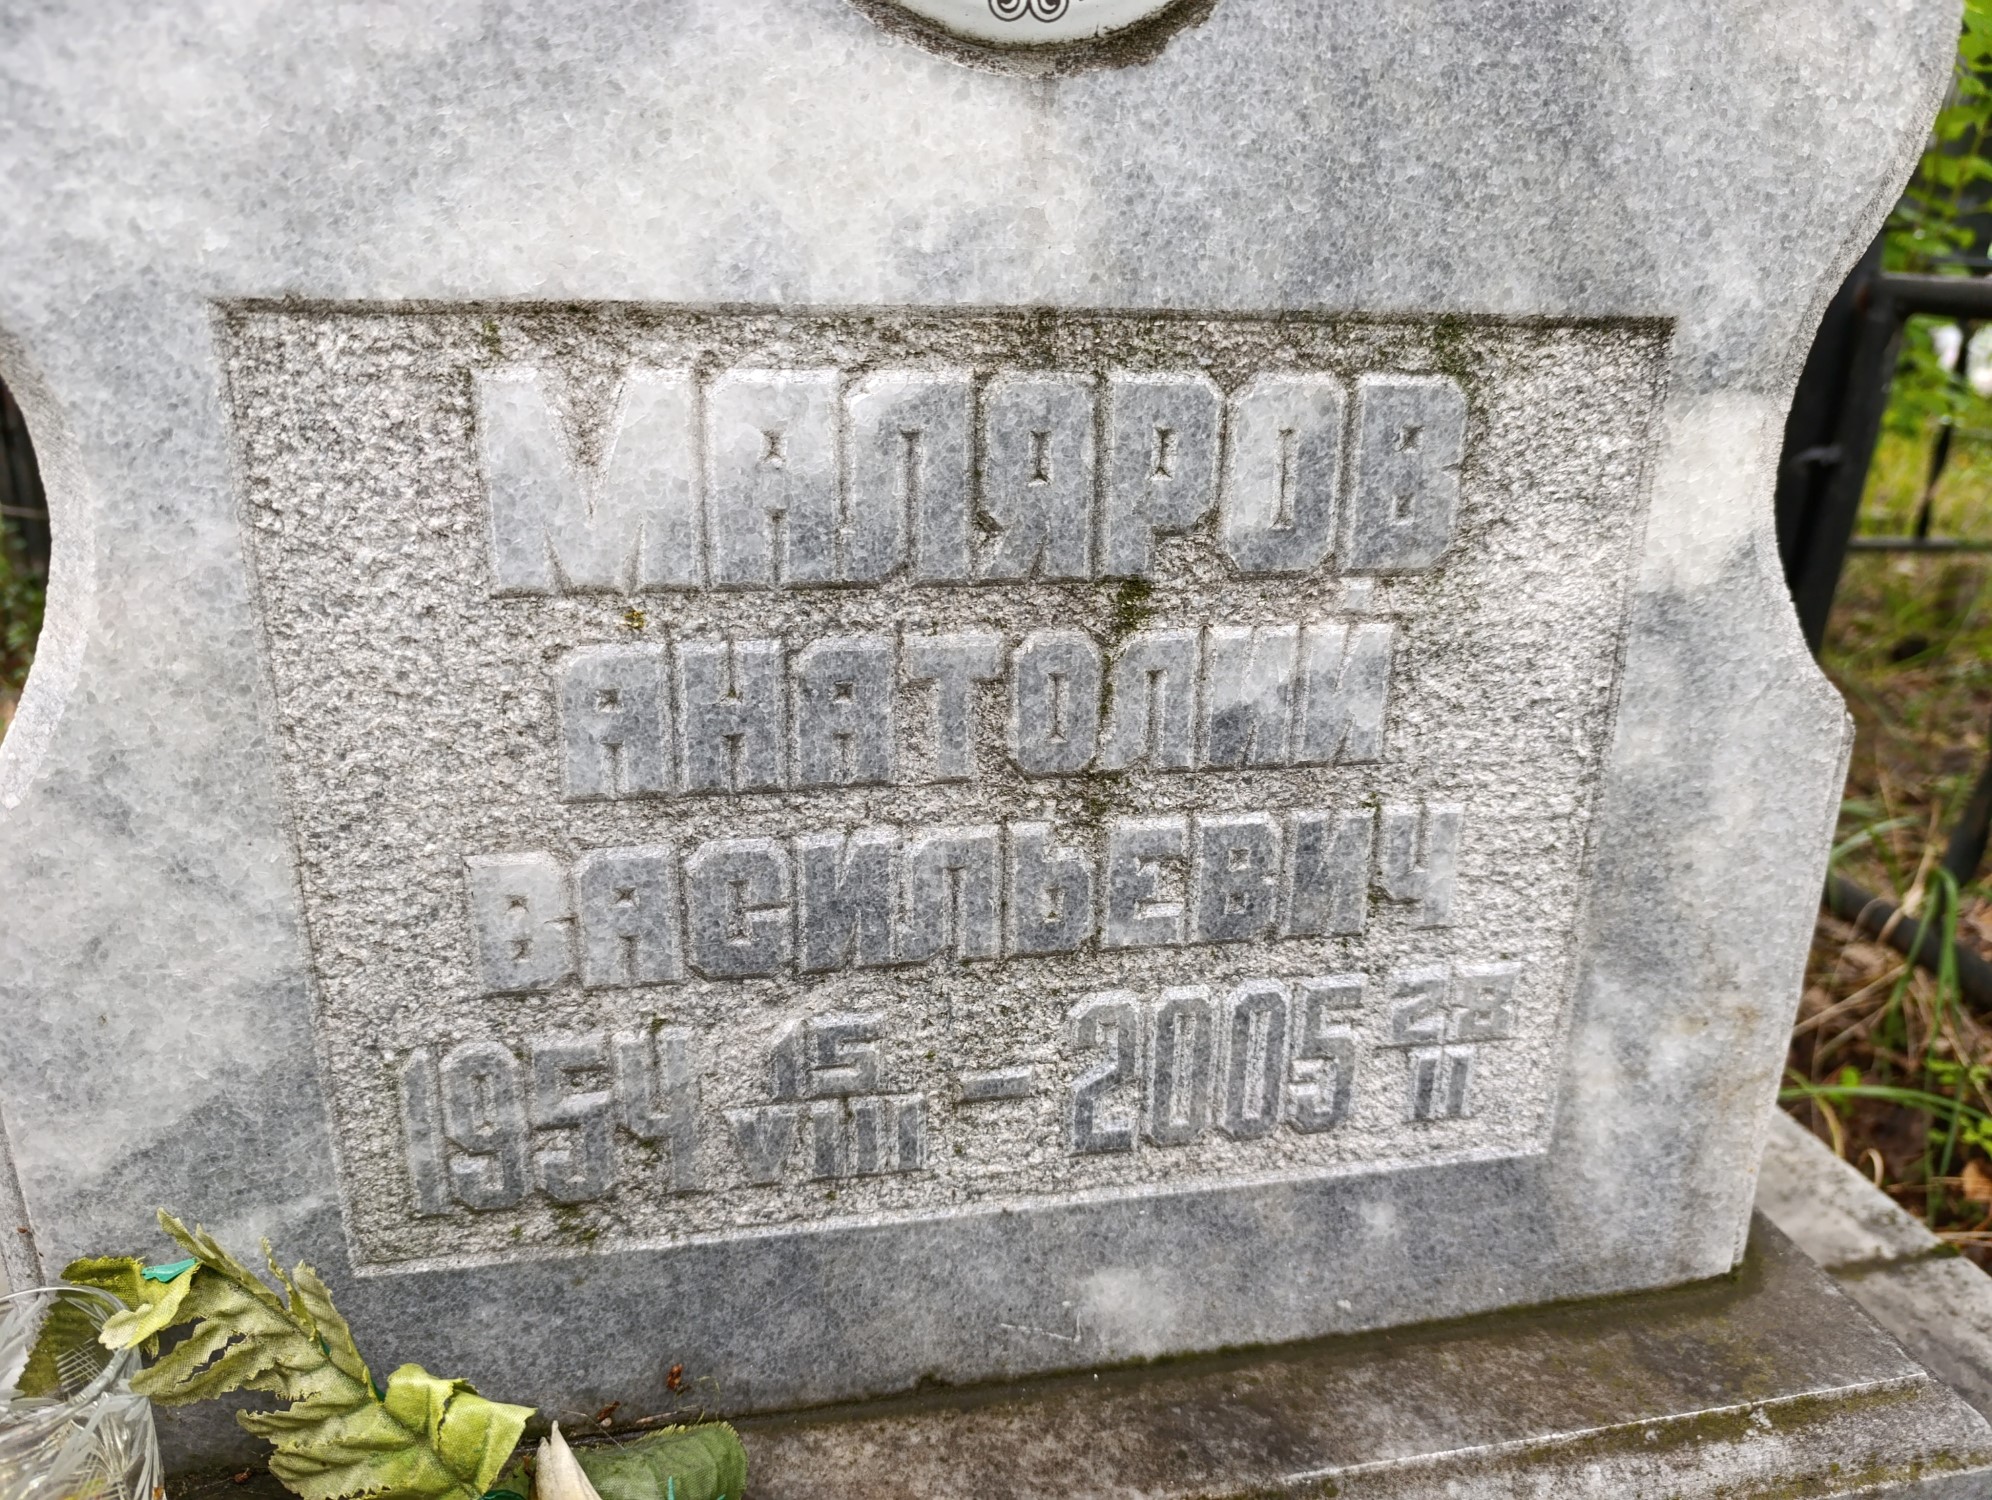 МАЛЯРОВ
АНАТОЛИЙ
ВАСИЛЬЕВИЧ
1954 15/VIII – 2005 28/II